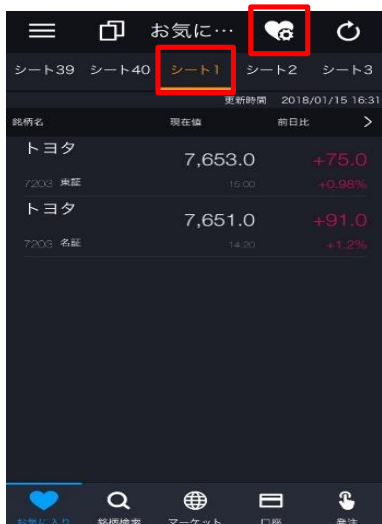 お気に…
シート39 シート40 シート1 シート2 シート3
更新時間 2018/01/15 16:31
銘柄名 現在値 前日比 >
トヨタ 7,653.0 +75.0
7203 東証 15:00 +0.98%
トヨタ 7,651.0 +91.0
7203 名証 14:20 +1.2%
お気に入り 銘柄検索 マーケット 口座 発注